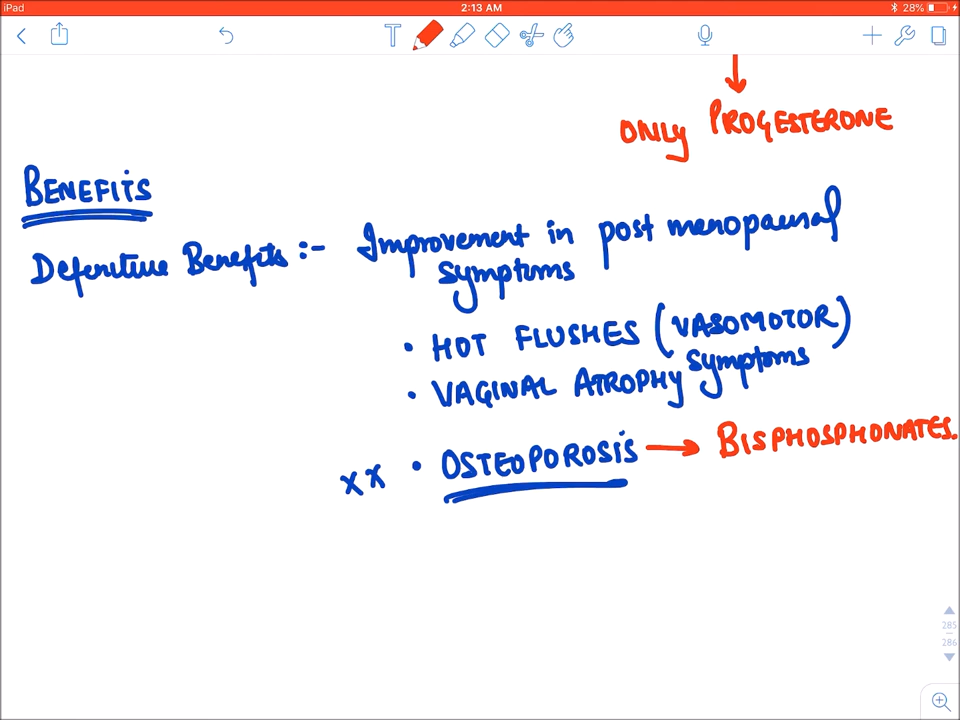 iPad 2:13 AM 28%
T
ONLY PROGESTERONE
BENEFITS
Defenitive Benefits :- Improvement in post menopausal
symptoms
• HOT FLUSHES (VASOMOTOR)
symptoms
• VAGINAL ATROPHY
xx • OSTEOPOROSIS → BISPHOSPHONATES.
285
286